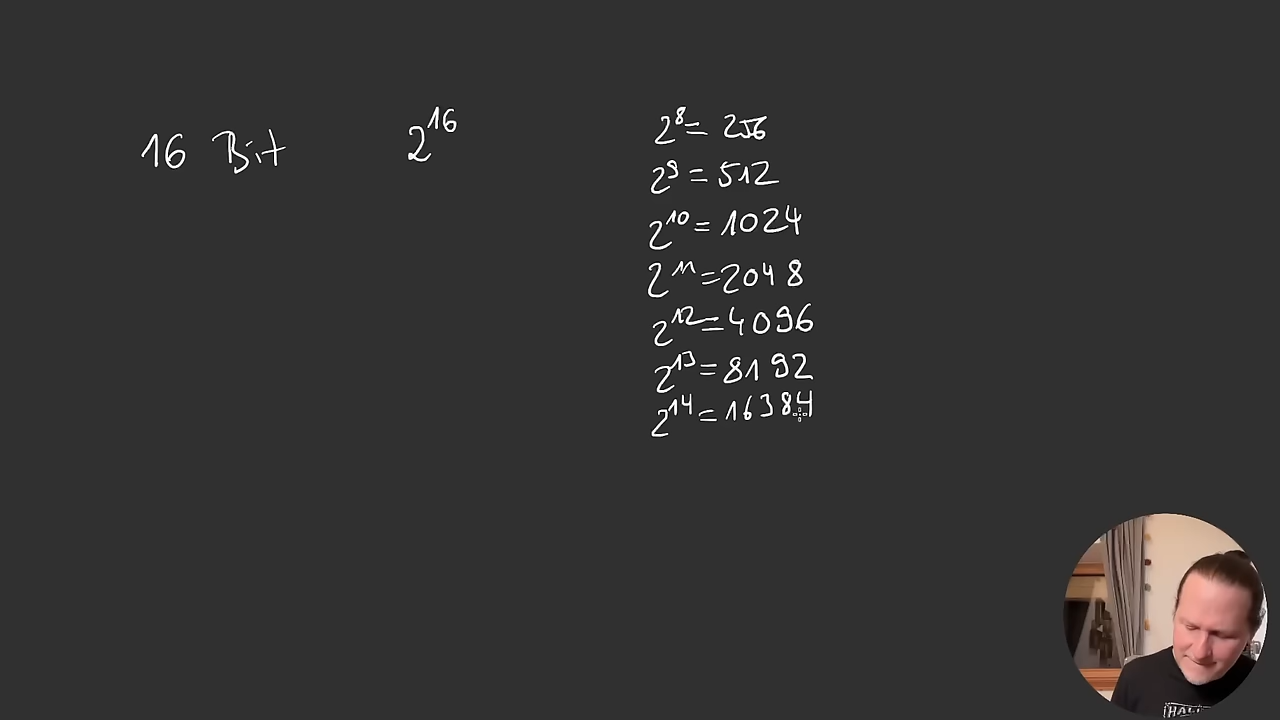 16 Bit 2^16
2^8 = 256
2^9 = 512
2^10 = 1024
2^11 = 2048
2^12 = 4096
2^13 = 8192
2^14 = 16384